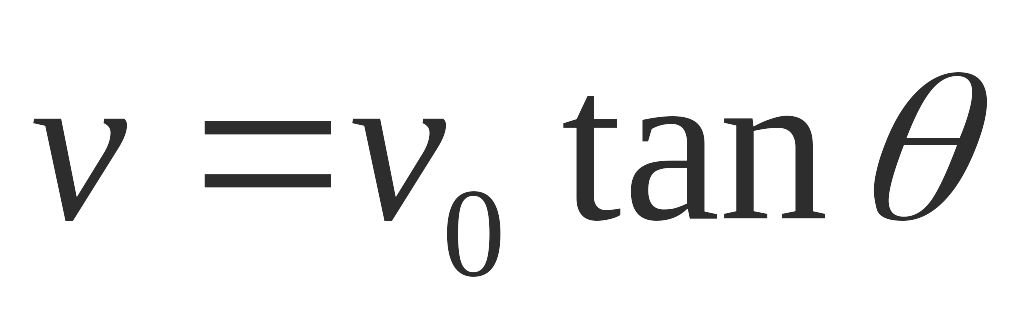 v = v₀ tan θ